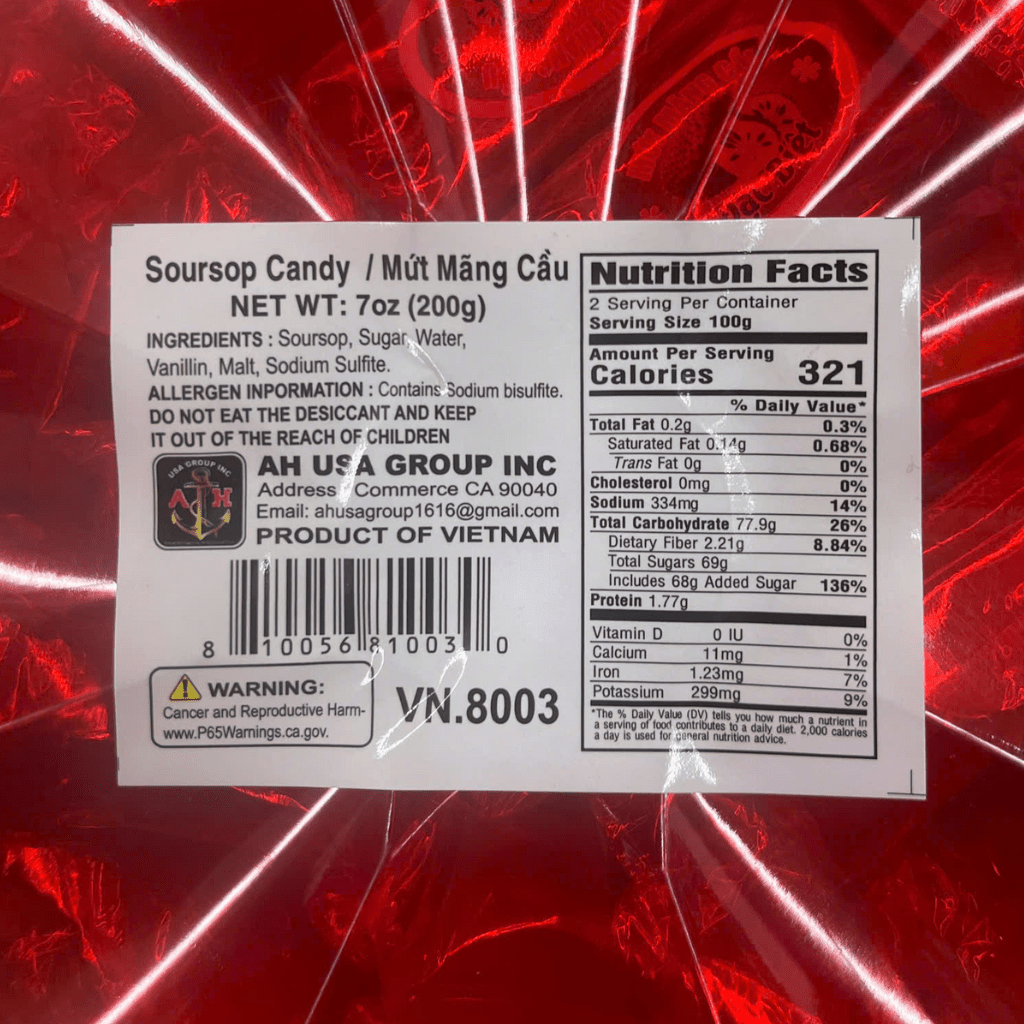 Soursop Candy / Mứt Mãng Cầu
NET WT: 7oz (200g)
INGREDIENTS : Soursop, Sugar, Water,
Vanillin, Malt, Sodium Sulfite.
ALLERGEN INPORMATION : Contains Sodium bisulfite.
DO NOT EAT THE DESICCANT AND KEEP
IT OUT OF THE REACH OF CHILDREN
USA GROUP INC
A H
AH USA GROUP INC
Address Commerce CA 90040
Email: ahusagroup1616@gmail.com
PRODUCT OF VIETNAM
8 10056 81003 0
WARNING:
Cancer and Reproductive Harm-
www.P65Warnings.ca.gov.
VN.8003
Nutrition Facts
2 Serving Per Container
Serving Size 100g
Amount Per Serving
Calories 321
% Daily Value*
Total Fat 0.2g 0.3%
Saturated Fat 0.14g 0.68%
Trans Fat 0g 0%
Cholesterol 0mg 0%
Sodium 334mg 14%
Total Carbohydrate 77.9g 26%
Dietary Fiber 2.21g 8.84%
Total Sugars 69g
Includes 68g Added Sugar 136%
Protein 1.77g
Vitamin D 0 IU 0%
Calcium 11mg 1%
Iron 1.23mg 7%
Potassium 299mg 9%
*The % Daily Value (DV) tells you how much a nutrient in
a serving of food contributes to a daily diet. 2,000 calories
a day is used for general nutrition advice.